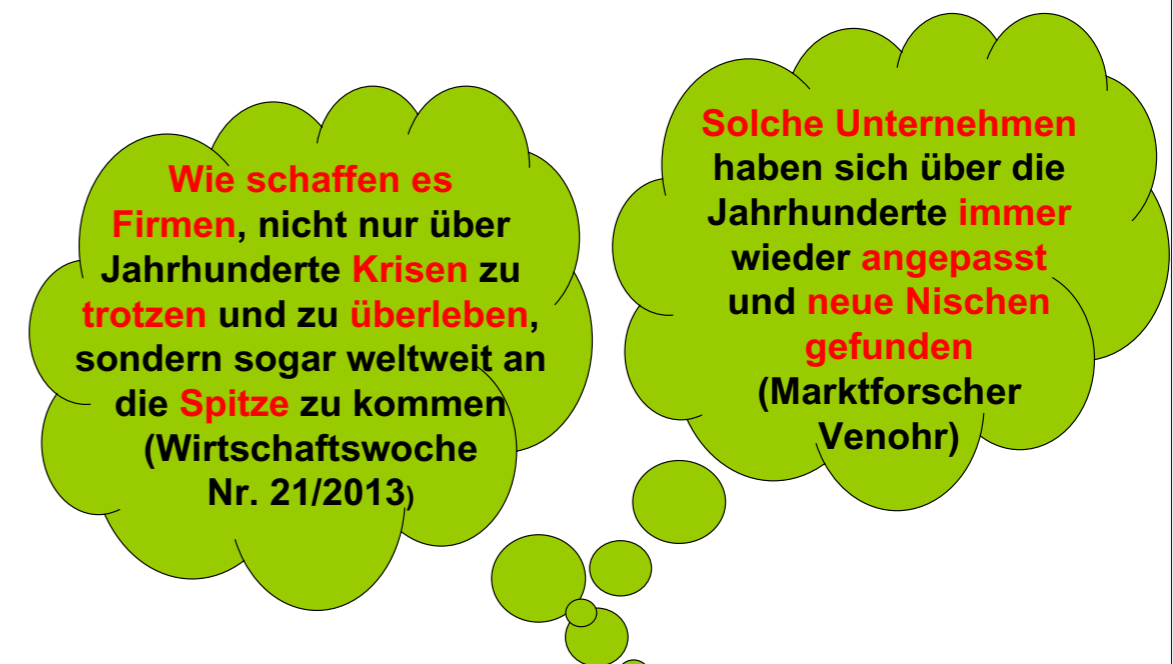 Wie schaffen es
Firmen, nicht nur über
Jahrhunderte Krisen zu
trotzen und zu überleben,
sondern sogar weltweit an
die Spitze zu kommen
(Wirtschaftswoche
Nr. 21/2013)
Solche Unternehmen
haben sich über die
Jahrhunderte immer
wieder angepasst
und neue Nischen
gefunden
(Marktforscher
Venohr)